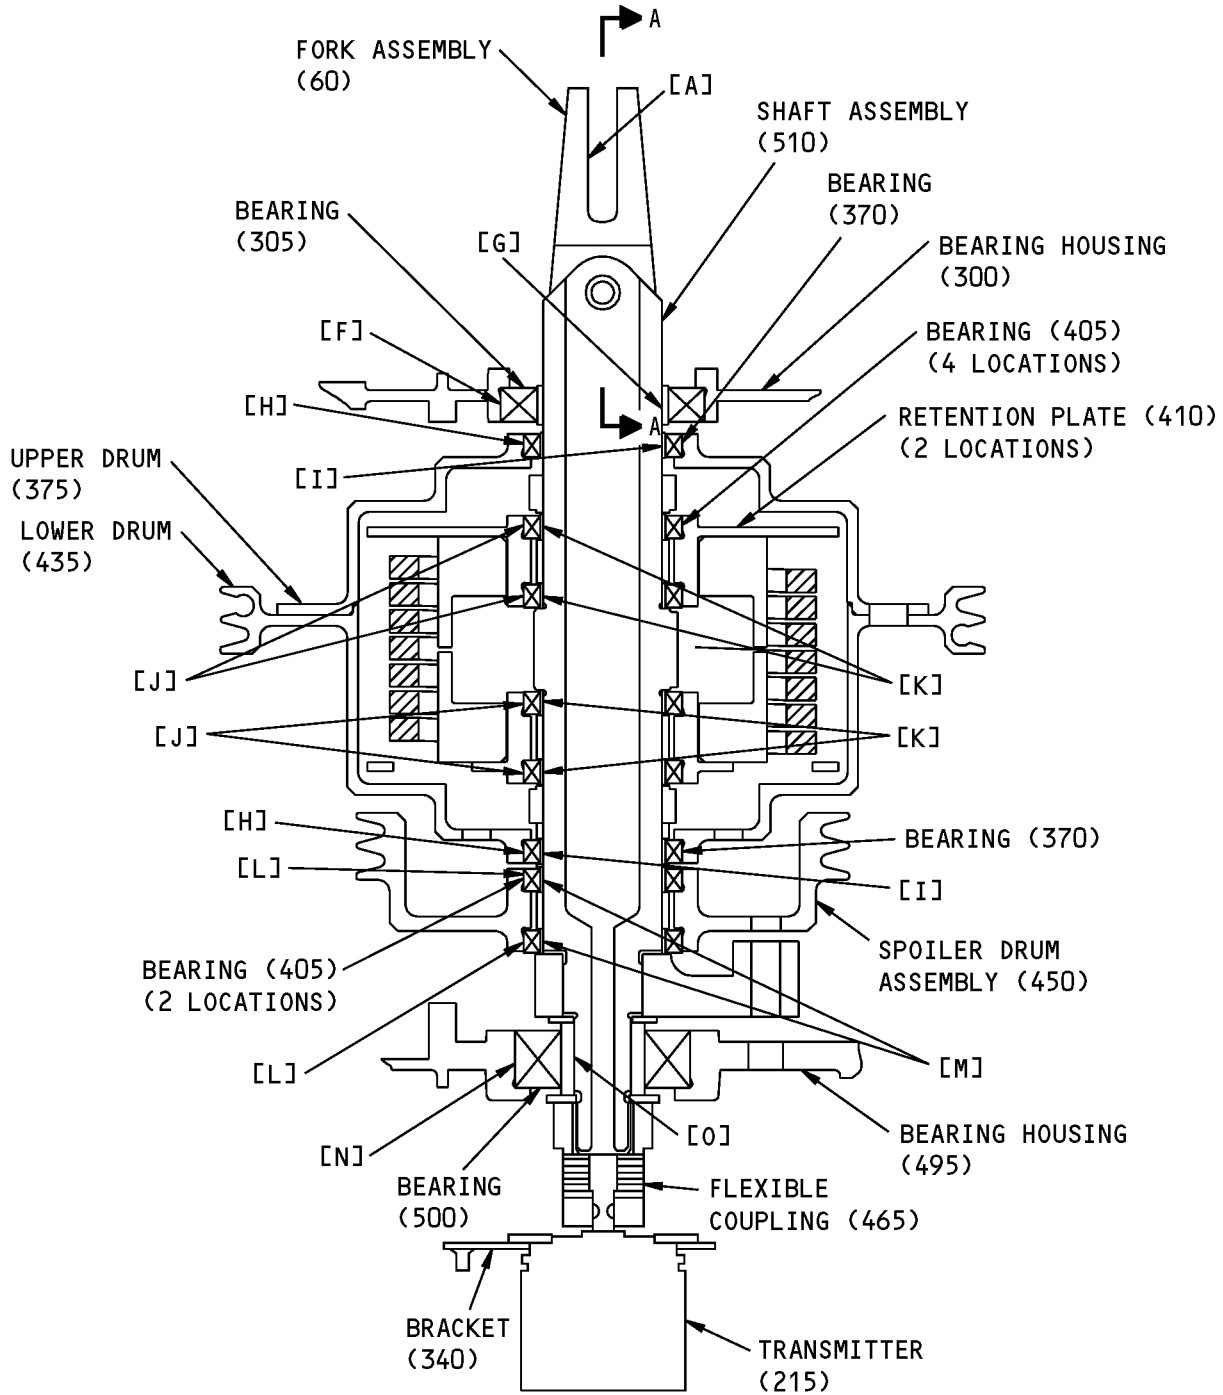 A
FORK ASSEMBLY
(60)
[A]
SHAFT ASSEMBLY
(510)
BEARING
(370)
BEARING
(305)
[G]
BEARING HOUSING
(300)
[F]
BEARING (405)
(4 LOCATIONS)
[H]
A
RETENTION PLATE (410)
(2 LOCATIONS)
UPPER DRUM
(375)
[I]
LOWER DRUM
(435)
[J]
[K]
[J]
[K]
[H]
BEARING (370)
[L]
[I]
SPOILER DRUM
ASSEMBLY (450)
BEARING (405)
(2 LOCATIONS)
[L]
[M]
[O]
BEARING HOUSING
(495)
[N]
BEARING
(500)
FLEXIBLE
COUPLING (465)
BRACKET
(340)
TRANSMITTER
(215)